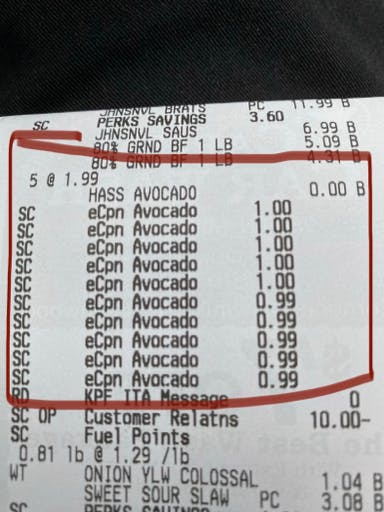 JHNSNVL BRATS PC 11.99 B
SC PERKS SAVINGS 3.60
JHNSNVL SAUS 6.99 B
80% GRND BF 1 LB 5.09 B
80% GRND BF 1 LB 4.31 B
5 @ 1.99
HASS AVOCADO 0.00 B
SC eCpn Avocado 1.00
SC eCpn Avocado 1.00
SC eCpn Avocado 1.00
SC eCpn Avocado 1.00
SC eCpn Avocado 1.00
SC eCpn Avocado 0.99
SC eCpn Avocado 0.99
SC eCpn Avocado 0.99
SC eCpn Avocado 0.99
SC eCpn Avocado 0.99
RD KPF ITA Message 0
SC OP Customer Relatns 10.00-
SC Fuel Points
0.81 lb @ 1.29 /lb
WT ONION YLW COLOSSAL 1.04 B
SWEET SOUR SLAW PC 3.08 B
SC PERKS SAVINGS